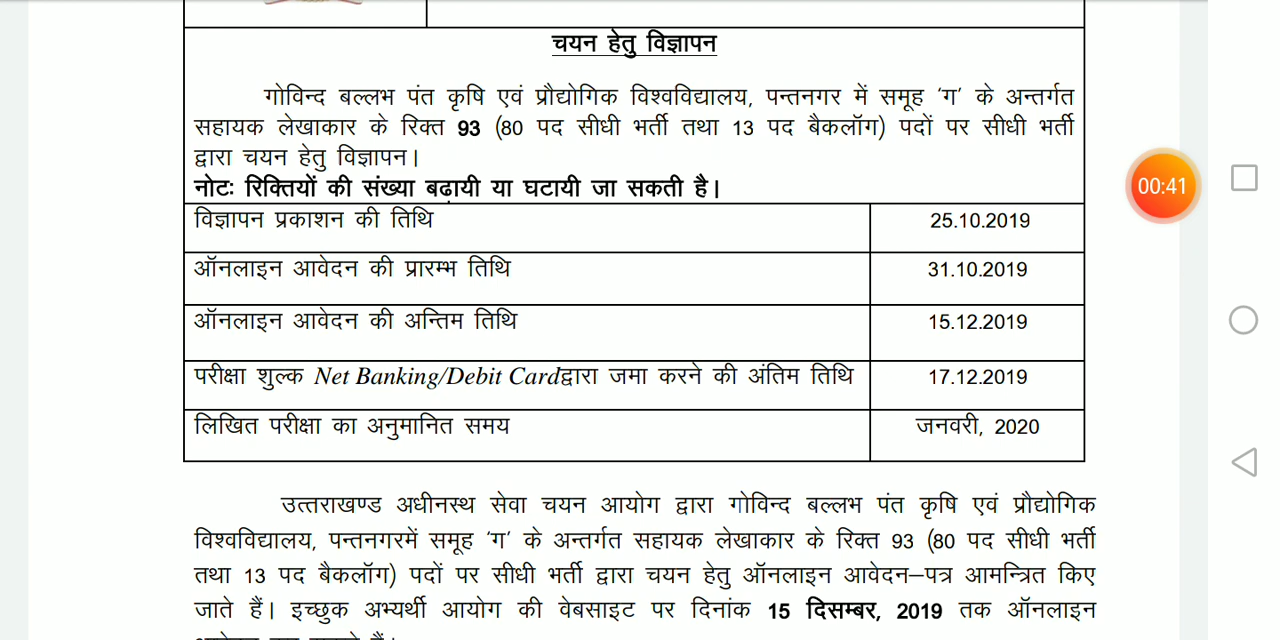 चयन हेतु विज्ञापन
गोविन्द बल्लभ पंत कृषि एवं प्रौद्योगिक विश्वविद्यालय, पन्तनगर में समूह ‘ग’ के अन्तर्गत
सहायक लेखाकार के रिक्त 93 (80 पद सीधी भर्ती तथा 13 पद बैकलॉग) पदों पर सीधी भर्ती
द्वारा चयन हेतु विज्ञापन।
नोटः रिक्तियों की संख्या बढायी या घटायी जा सकती है।
विज्ञापन प्रकाशन की तिथि 25.10.2019
ऑनलाइन आवेदन की प्रारम्भ तिथि 31.10.2019
ऑनलाइन आवेदन की अन्तिम तिथि 15.12.2019
परीक्षा शुल्क Net Banking/Debit Cardद्वारा जमा करने की अंतिम तिथि 17.12.2019
लिखित परीक्षा का अनुमानित समय जनवरी, 2020
उत्तराखण्ड अधीनस्थ सेवा चयन आयोग द्वारा गोविन्द बल्लभ पंत कृषि एवं प्रौद्योगिक
विश्वविद्यालय, पन्तनगरमें समूह ‘ग’ के अन्तर्गत सहायक लेखाकार के रिक्त 93 (80 पद सीधी भर्ती
तथा 13 पद बैकलॉग) पदों पर सीधी भर्ती द्वारा चयन हेतु ऑनलाइन आवेदन–पत्र आमन्त्रित किए
जाते हैं। इच्छुक अभ्यर्थी आयोग की वेबसाइट पर दिनांक 15 दिसम्बर, 2019 तक ऑनलाइन
00:41